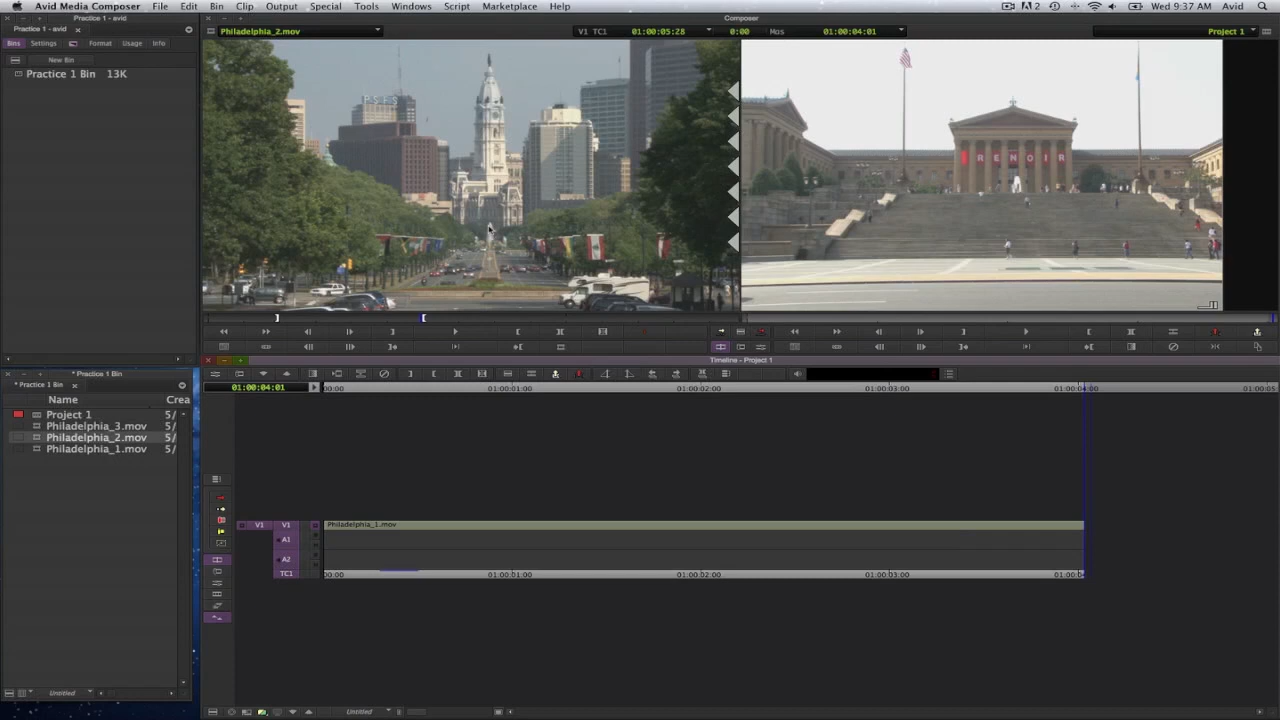 Avid Media Composer File Edit Bin Clip Output Special Tools Windows Script Marketplace Help 2 Wed 9:37 AM Avid
Practice 1 - avid
Practice 1 - avid
Bins Settings Format Usage Info
New Bin
Practice 1 Bin 13K
Composer
Philadelphia_2.mov V1 TC1 01:00:05:28 0:00 Mas 01:00:04:01 Project 1
PSFS
RENOIR
* Practice 1 Bin
* Practice 1 Bin
Name Crea
Project 1 5/
Philadelphia_3.mov 5/
Philadelphia_2.mov 5/
Philadelphia_1.mov 5/
Untitled
Timeline - Project 1
01:00:04:01 00:00 01:00:01:00 01:00:02:00 01:00:03:00 01:00:04:00 01:00:05
V1 V1 Philadelphia_1.mov
A1
A2
TC1 00:00 01:00:01:00 01:00:02:00 01:00:03:00 01:00:04
Untitled